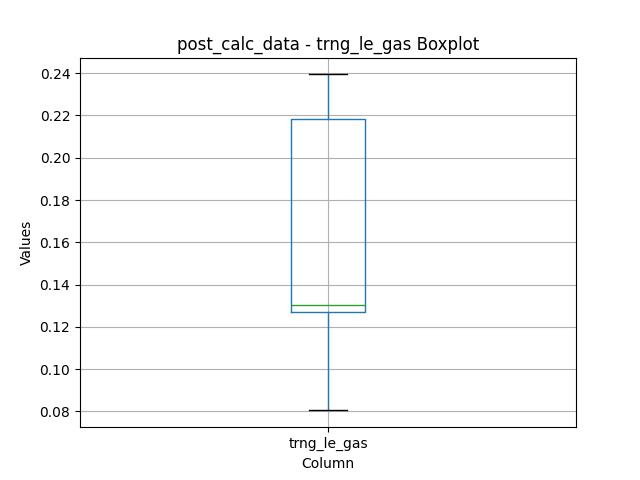 post_calc_data - trng_le_gas Boxplot
0.24
0.22
0.20
0.18
0.16
0.14
0.12
0.10
0.08
Values
trng_le_gas
Column